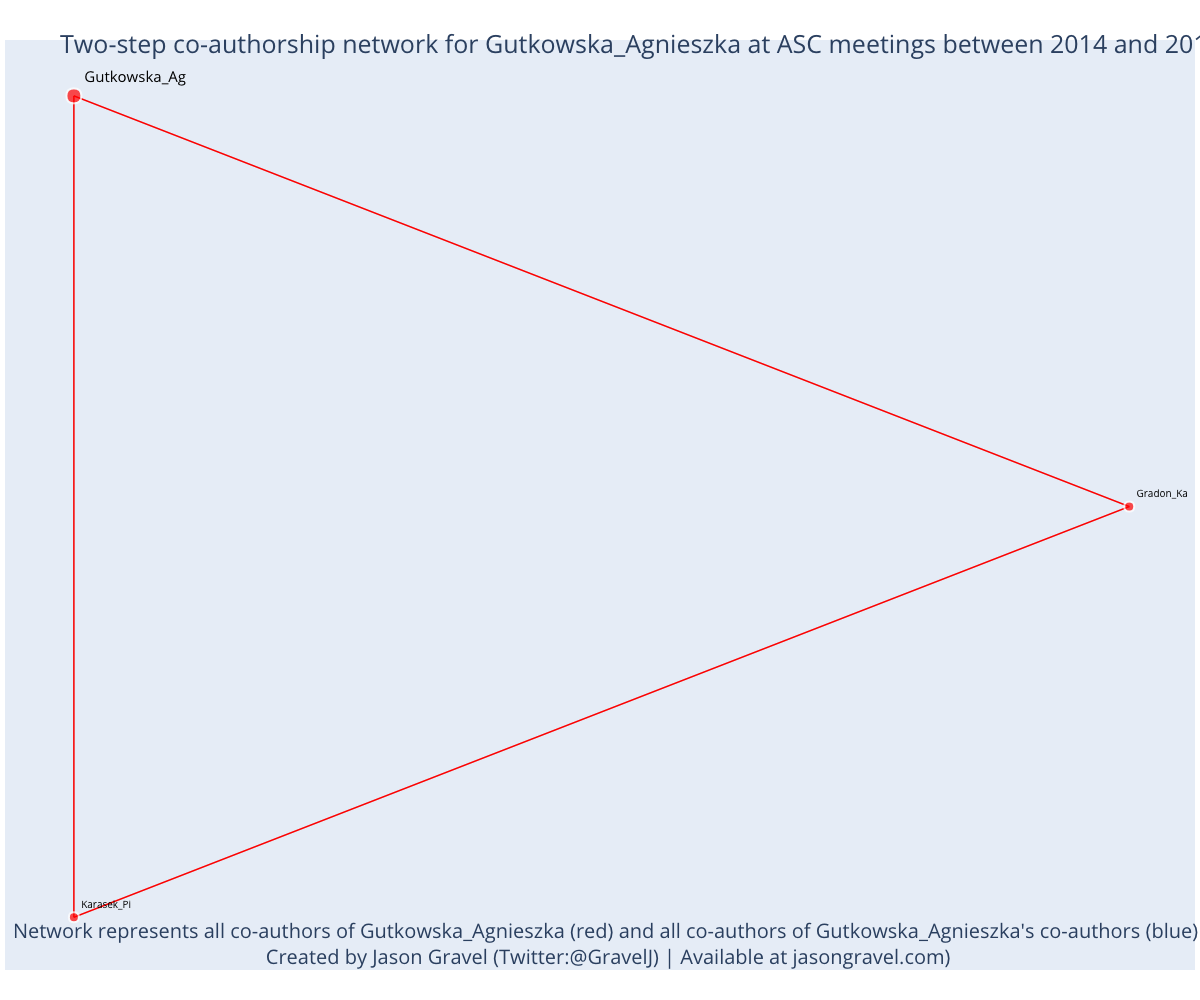 Two-step co-authorship network for Gutkowska_Agnieszka at ASC meetings between 2014 and 201
Gutkowska_Ag
Gradon_Ka
Karasek_Pi
Network represents all co-authors of Gutkowska_Agnieszka (red) and all co-authors of Gutkowska_Agnieszka's co-authors (blue)
Created by Jason Gravel (Twitter:@GravelJ) | Available at jasongravel.com)